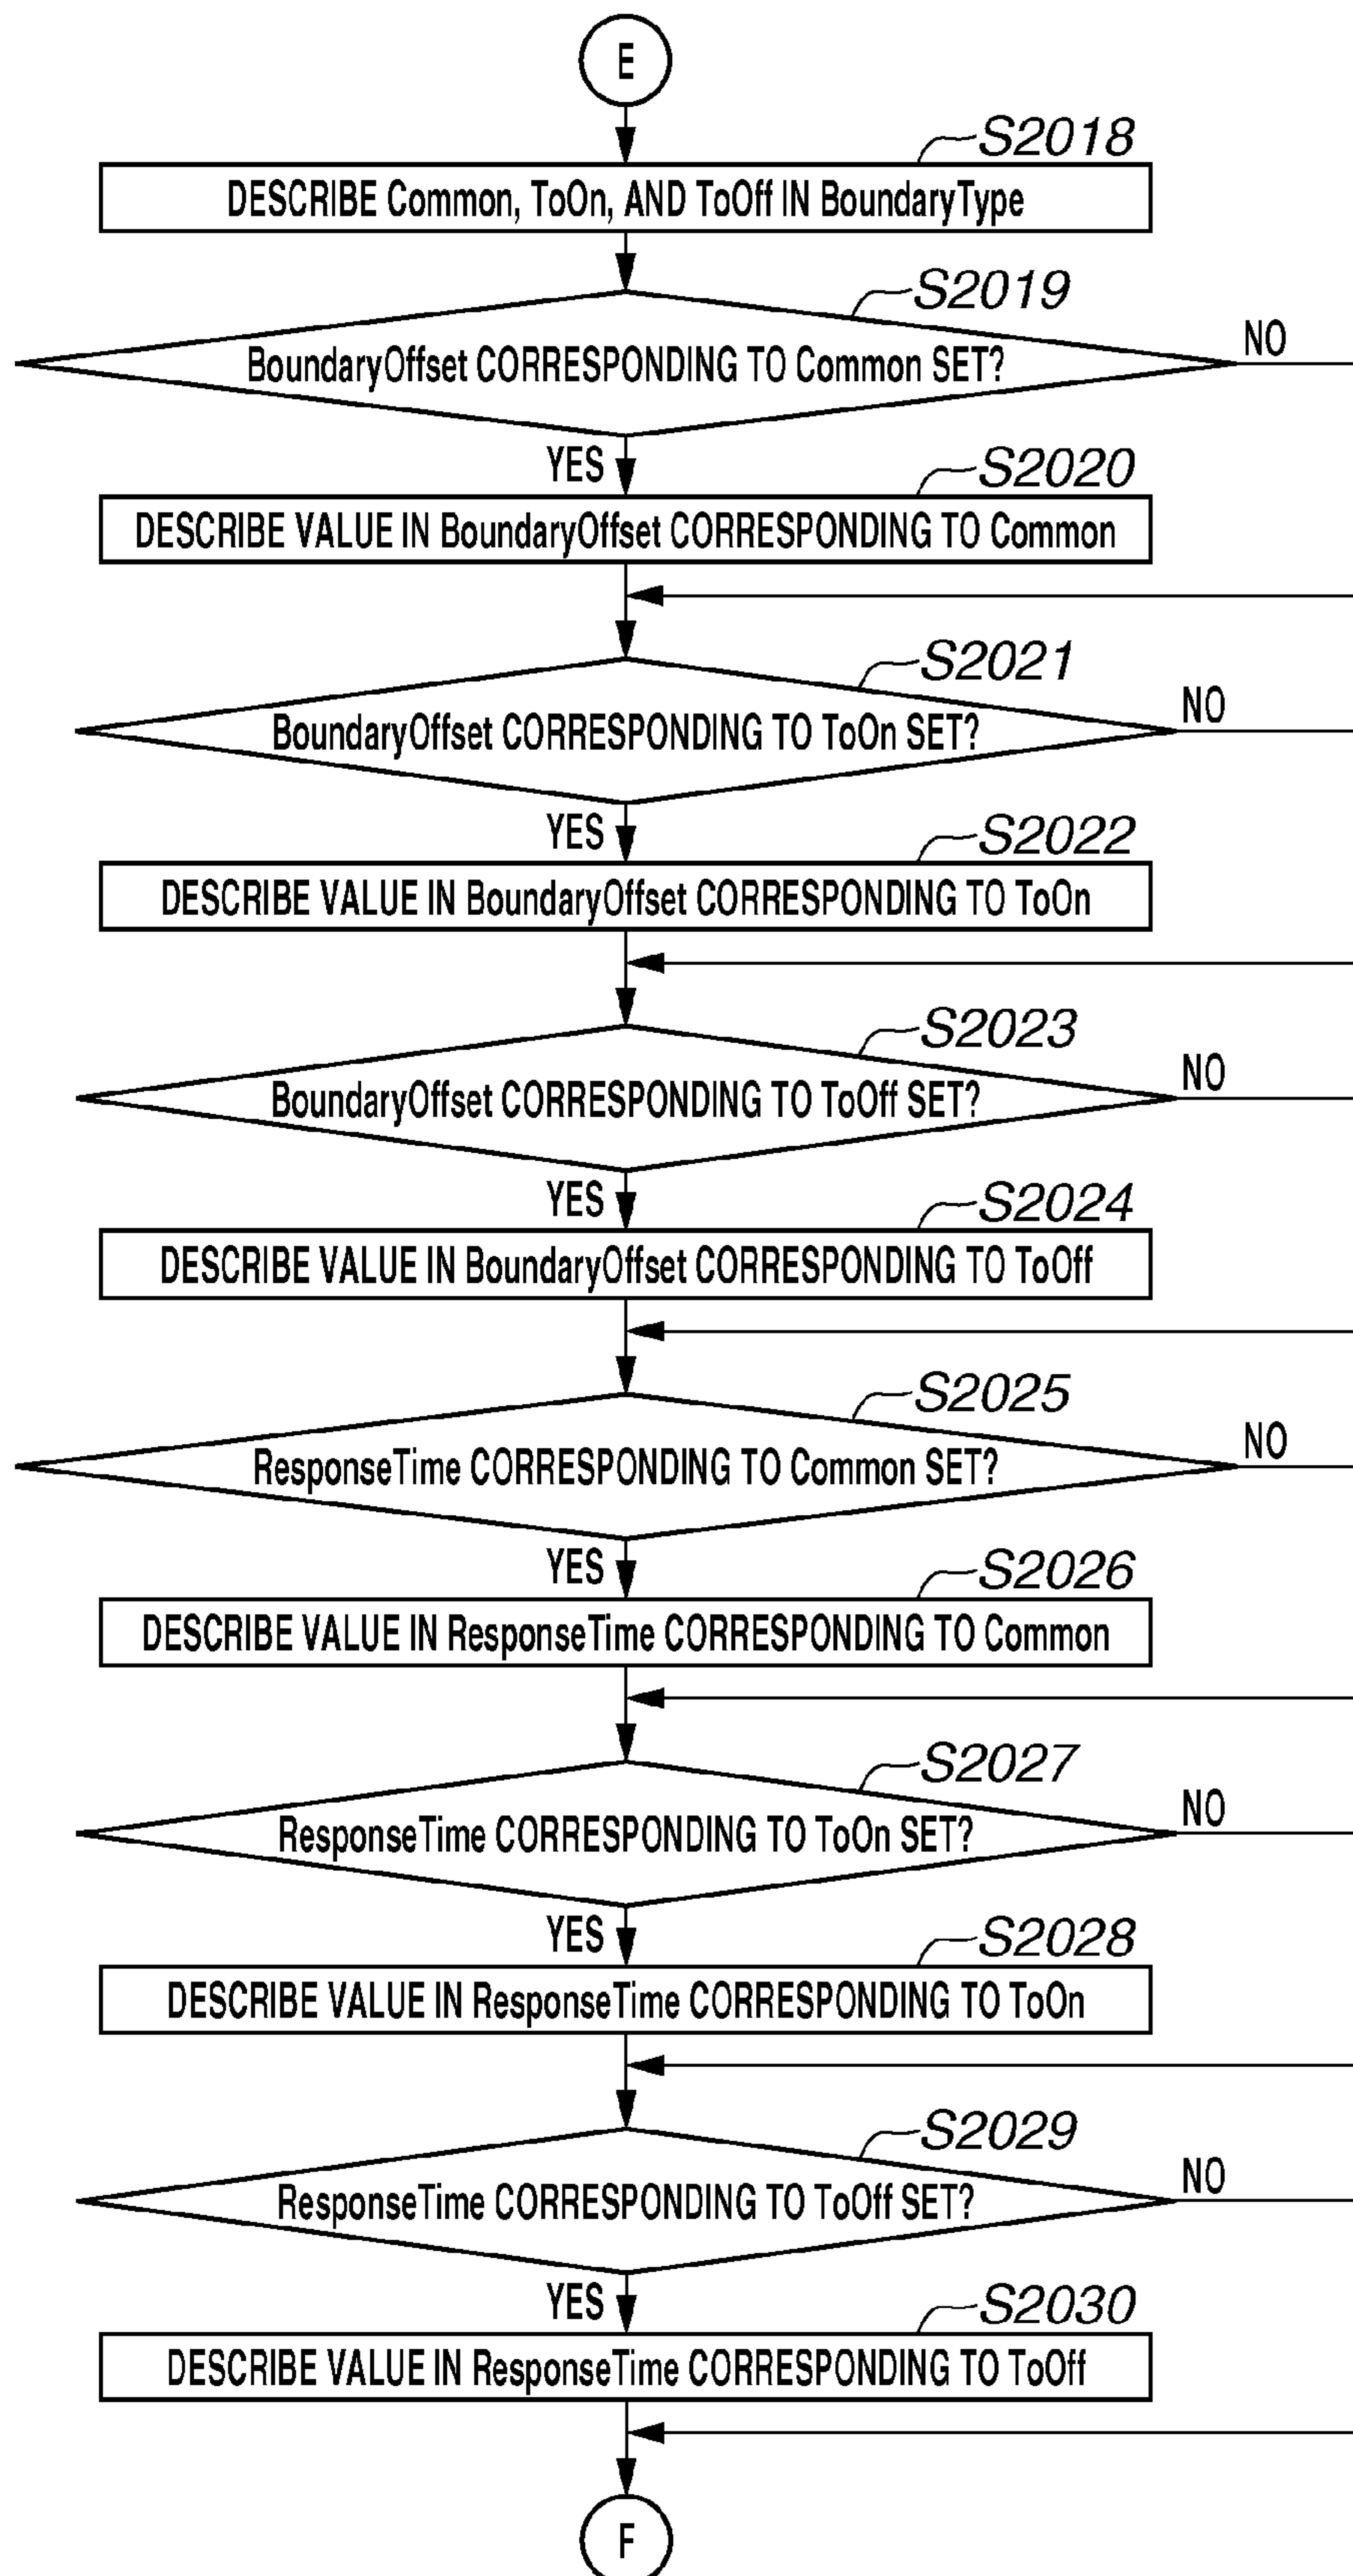 E
S2018
DESCRIBE Common, ToOn, AND ToOff IN BoundaryType
S2019
BoundaryOffset CORRESPONDING TO Common SET?
NO
YES
S2020
DESCRIBE VALUE IN BoundaryOffset CORRESPONDING TO Common
S2021
BoundaryOffset CORRESPONDING TO ToOn SET?
NO
YES
S2022
DESCRIBE VALUE IN BoundaryOffset CORRESPONDING TO ToOn
S2023
BoundaryOffset CORRESPONDING TO ToOff SET?
NO
YES
S2024
DESCRIBE VALUE IN BoundaryOffset CORRESPONDING TO ToOff
S2025
ResponseTime CORRESPONDING TO Common SET?
NO
YES
S2026
DESCRIBE VALUE IN ResponseTime CORRESPONDING TO Common
S2027
ResponseTime CORRESPONDING TO ToOn SET?
NO
YES
S2028
DESCRIBE VALUE IN ResponseTime CORRESPONDING TO ToOn
S2029
ResponseTime CORRESPONDING TO ToOff SET?
NO
YES
S2030
DESCRIBE VALUE IN ResponseTime CORRESPONDING TO ToOff
F